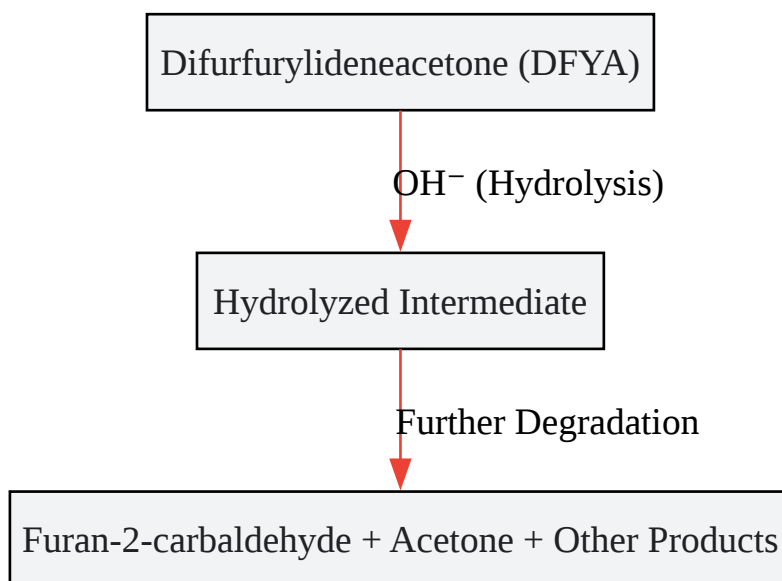 Difurfurylideneacetone (DFYA)
OH⁻ (Hydrolysis)
Hydrolyzed Intermediate
Further Degradation
Furan-2-carbaldehyde + Acetone + Other Products